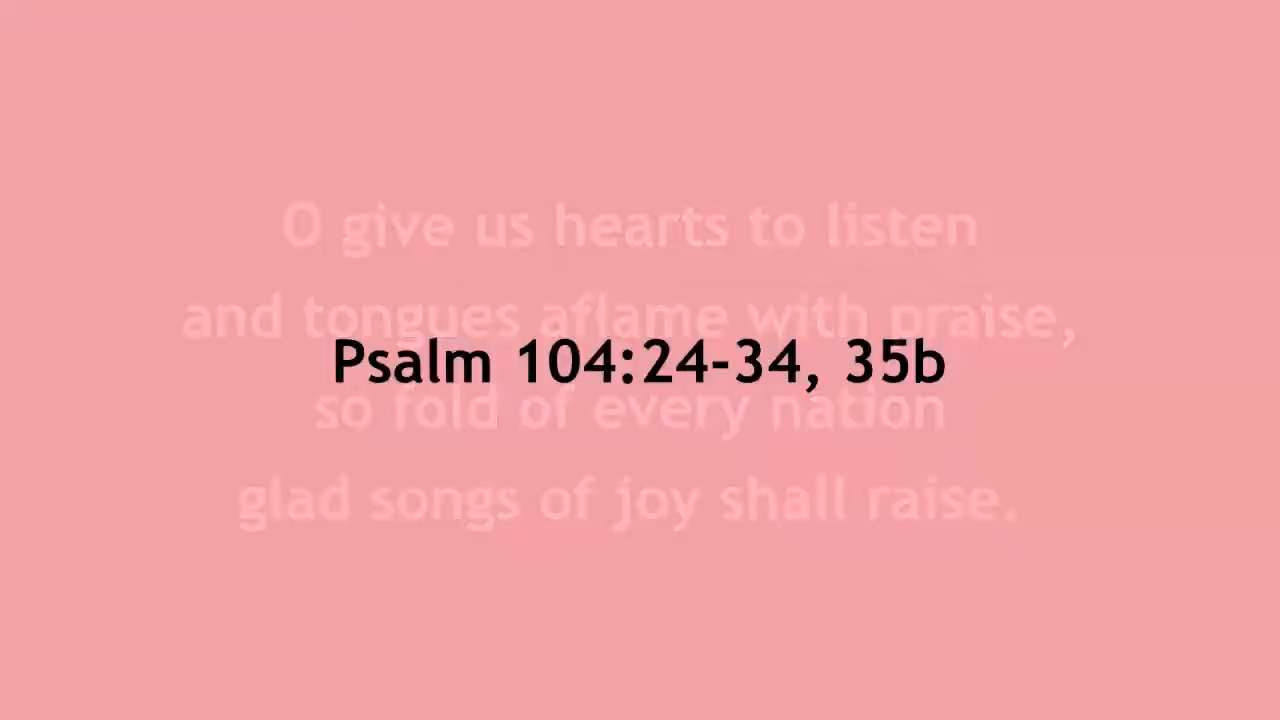 O give us hearts to listen
and tongues aflame with praise,
Psalm 104:24-34, 35b
so fold of every nation
glad songs of joy shall raise.